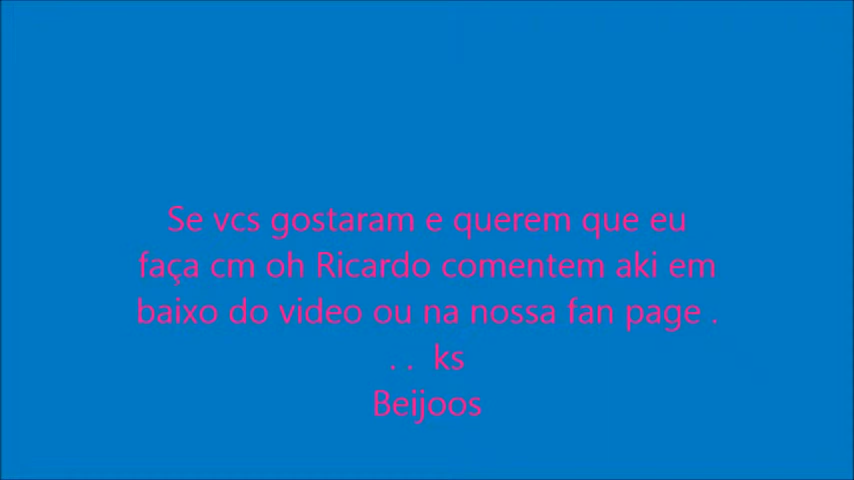 Se vcs gostaram e querem que eu
faça cm oh Ricardo comentem aki em
baixo do video ou na nossa fan page .
. .  ks
Beijoos